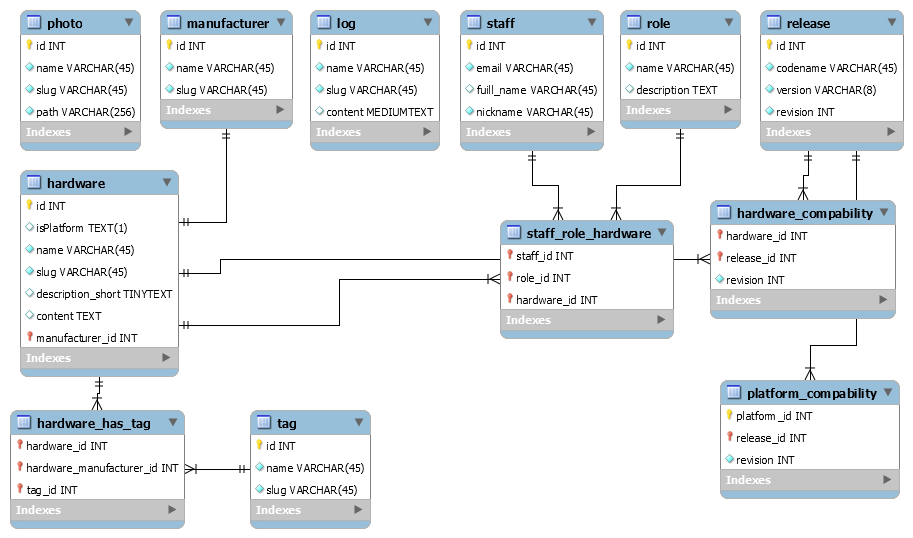 photo
id INT
name VARCHAR(45)
slug VARCHAR(45)
path VARCHAR(256)
Indexes
manufacturer
id INT
name VARCHAR(45)
slug VARCHAR(45)
Indexes
log
id INT
name VARCHAR(45)
slug VARCHAR(45)
content MEDIUMTEXT
Indexes
staff
id INT
email VARCHAR(45)
fuill_name VARCHAR(45)
nickname VARCHAR(45)
Indexes
role
id INT
name VARCHAR(45)
description TEXT
Indexes
release
id INT
codename VARCHAR(45)
version VARCHAR(8)
revision INT
Indexes
hardware
id INT
isPlatform TEXT(1)
name VARCHAR(45)
slug VARCHAR(45)
description_short TINYTEXT
content TEXT
manufacturer_id INT
Indexes
staff_role_hardware
staff_id INT
role_id INT
hardware_id INT
Indexes
hardware_compability
hardware_id INT
release_id INT
revision INT
Indexes
platform_compability
platform_id INT
release_id INT
revision INT
Indexes
hardware_has_tag
hardware_id INT
hardware_manufacturer_id INT
tag_id INT
Indexes
tag
id INT
name VARCHAR(45)
slug VARCHAR(45)
Indexes